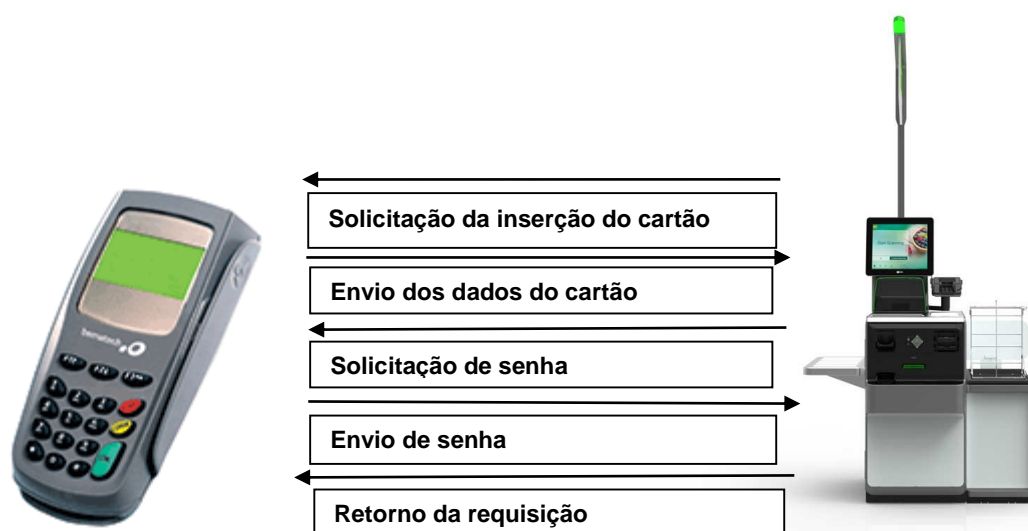 Solicitação da inserção do cartão
Envio dos dados do cartão
Solicitação de senha
Envio de senha
Retorno da requisição
bematech